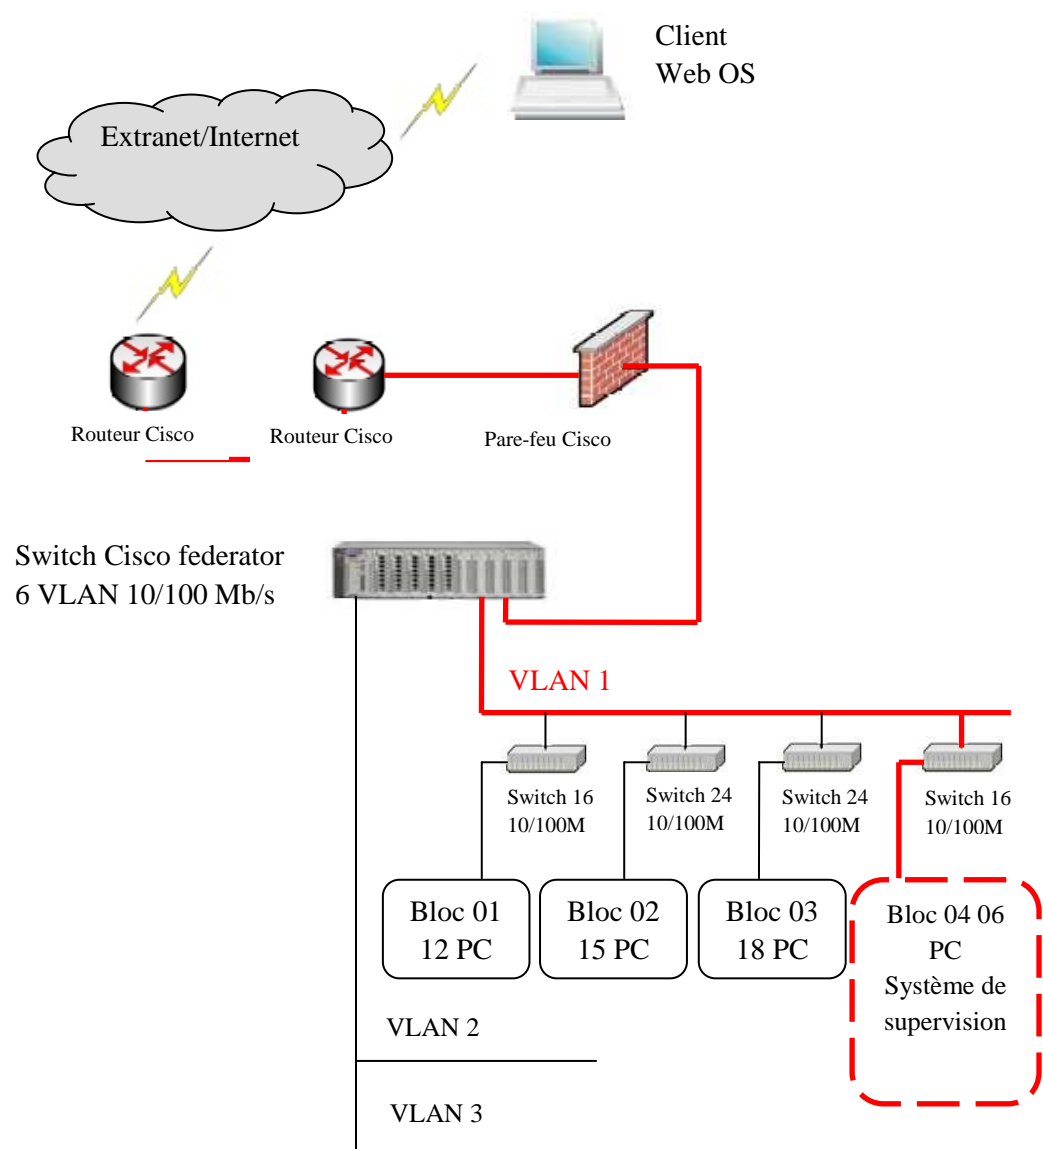 Client
Web OS
Extranet/Internet
Routeur Cisco
Routeur Cisco
Pare-feu Cisco
Switch Cisco federator
6 VLAN 10/100 Mb/s
VLAN 1
Switch 16
10/100M
Switch 24
10/100M
Switch 24
10/100M
Switch 16
10/100M
Bloc 01
12 PC
Bloc 02
15 PC
Bloc 03
18 PC
Bloc 04 06
PC
Système de
supervision
VLAN 2
VLAN 3